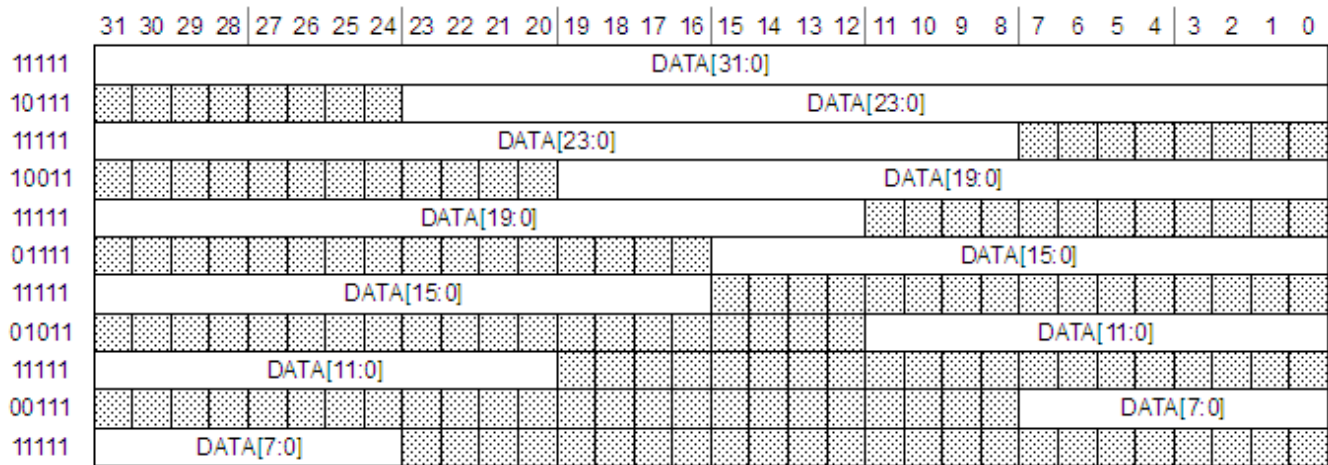 31 30 29 28 27 26 25 24 23 22 21 20 19 18 17 16 15 14 13 12 11 10 9 8 7 6 5 4 3 2 1 0
11111 DATA[31:0]
10111 DATA[23:0]
11111 DATA[23:0]
10011 DATA[19:0]
11111 DATA[19:0]
01111 DATA[15:0]
11111 DATA[15:0]
01011 DATA[11:0]
11111 DATA[11:0]
00111 DATA[7:0]
11111 DATA[7:0]